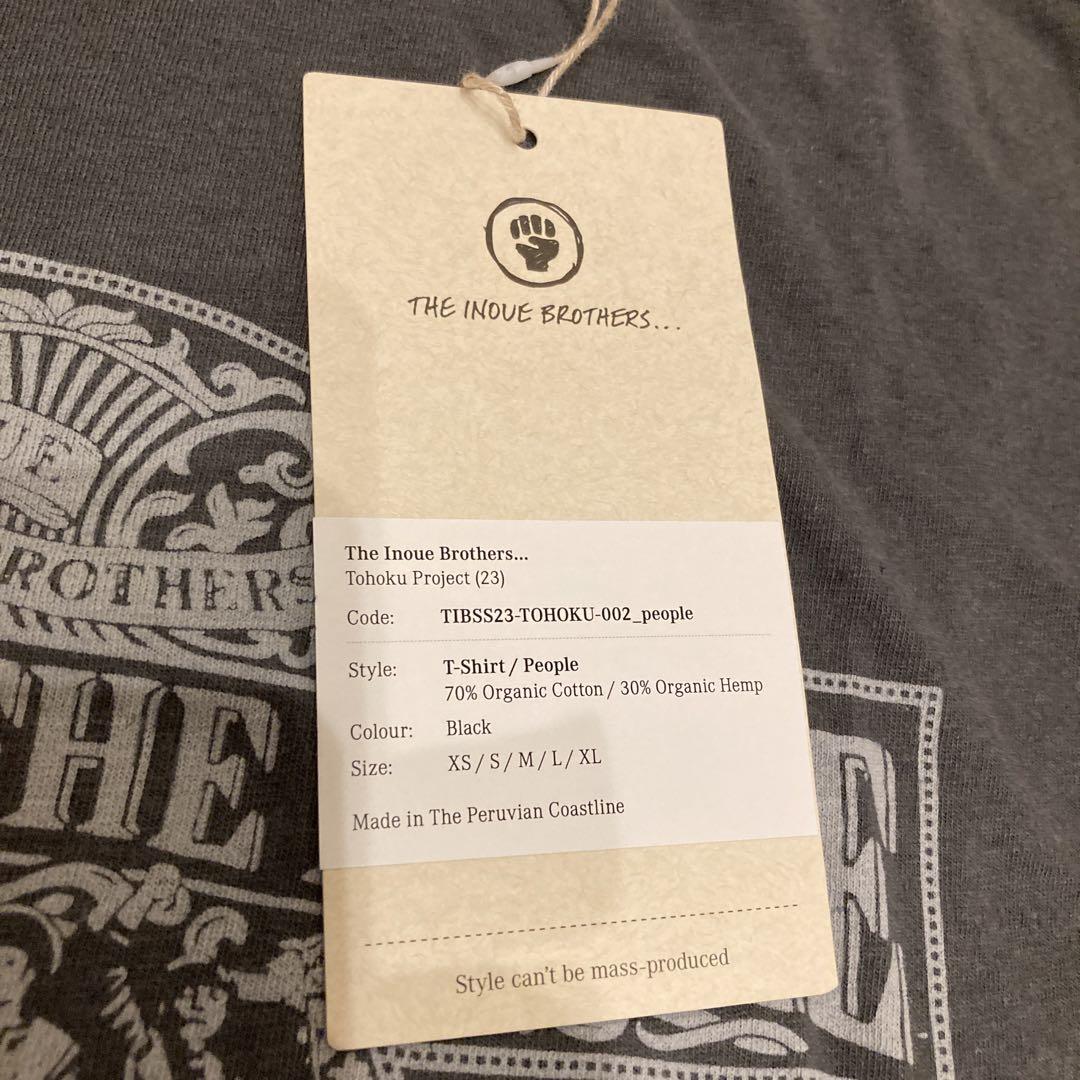 THE INOUE BROTHERS...
The Inoue Brothers...
Tohoku Project (23)
Code: TIBSS23-TOHOKU-002_people
Style: T-Shirt / People
70% Organic Cotton / 30% Organic Hemp
Colour: Black
Size: XS / S / M / L / XL
Made in The Peruvian Coastline
Style can't be mass-produced
UE
ROTHERS
THE